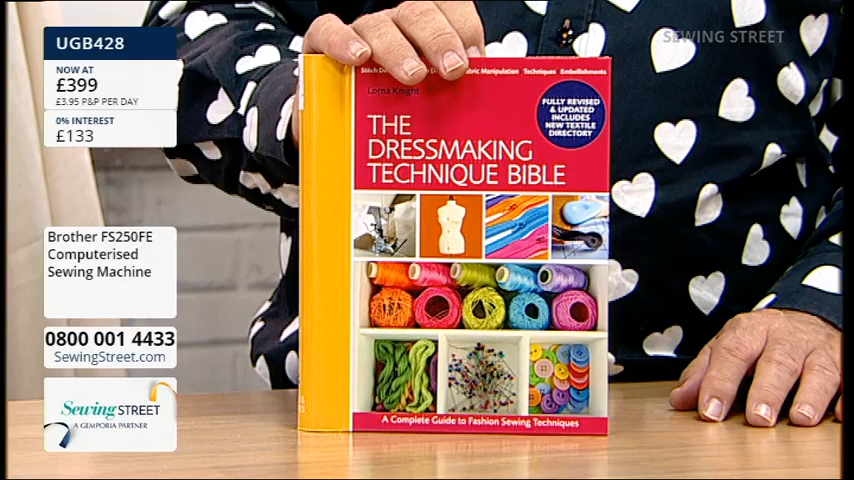 UGB428
NOW AT
£399
£3.95 P&P PER DAY
0% INTEREST
£133
Brother FS250FE
Computerised
Sewing Machine
0800 001 4433
SewingStreet.com
Sewing STREET
A GEMPORIA PARTNER
SEWING STREET
Stitch Fabric Manipulation Techniques Embellishments
Lorna Knight
FULLY REVISED
& UPDATED
INCLUDES
NEW TEXTILE
DIRECTORY
THE
DRESSMAKING
TECHNIQUE BIBLE
A Complete Guide to Fashion Sewing Techniques